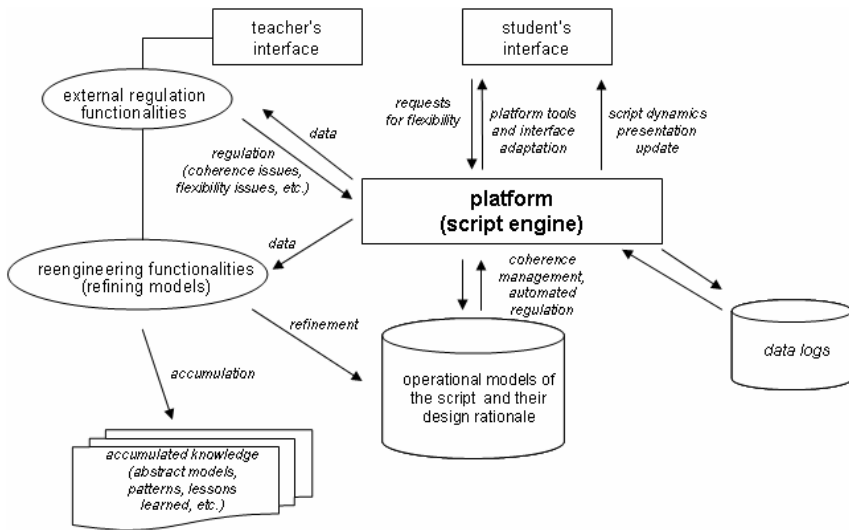 teacher's
interface
student's
interface
external regulation
functionalities
requests
for flexibility
platform tools
and interface
adaptation
script dynamics
presentation
update
data
regulation
(coherence issues,
flexibility issues, etc.)
platform
(script engine)
data
reengineering functionalities
(refining models)
coherence
management,
automated
regulation
refinement
data logs
accumulation
operational models of
the script and their
design rationale
accumulated knowledge
(abstract models,
patterns, lessons
learned, etc.)